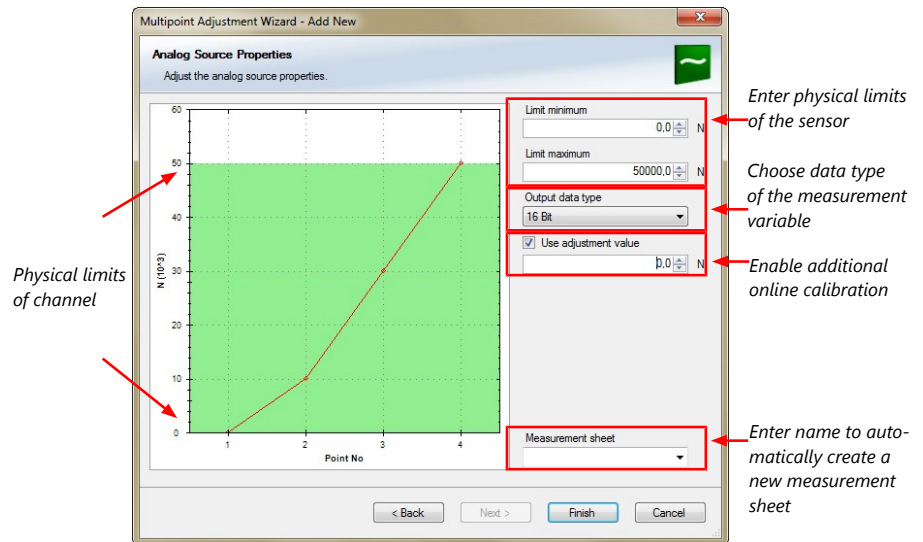 Multipoint Adjustment Wizard - Add New
Analog Source Properties
Adjust the analog source properties.
60
50
40
30
20
10
0
N (10^3)
1 2 3 4
Point No
Limit minimum
0,0 N
Limit maximum
50000,0 N
Output data type
16 Bit
Use adjustment value
0,0 N
Measurement sheet
< Back Next > Finish Cancel
Physical limits
of channel
Enter physical limits
of the sensor
Choose data type
of the measurement
variable
Enable additional
online calibration
Enter name to auto-
matically create a
new measurement
sheet